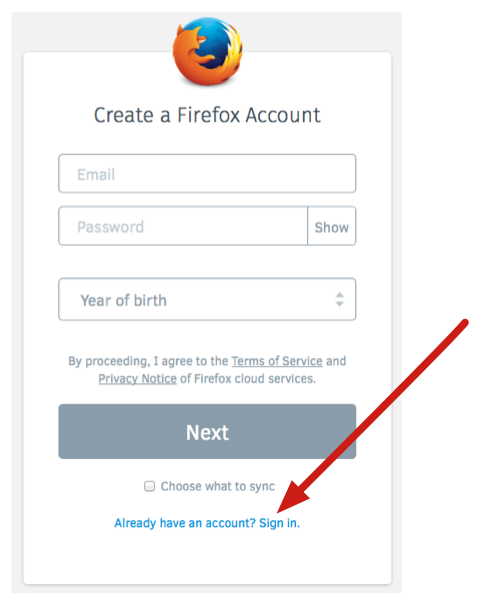 Create a Firefox Account
Email
Password Show
Year of birth
By proceeding, I agree to the Terms of Service and
Privacy Notice of Firefox cloud services.
Next
Choose what to sync
Already have an account? Sign in.